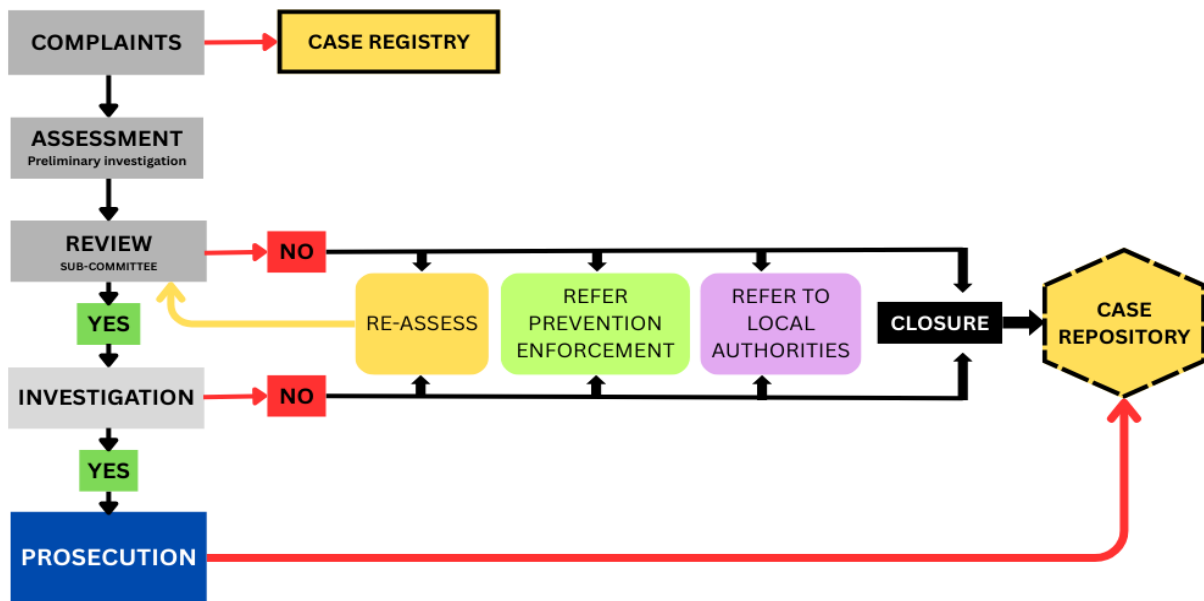 COMPLAINTS
CASE REGISTRY
ASSESSMENT
Preliminary investigation
REVIEW
SUB-COMMITTEE
NO
YES
RE-ASSESS
REFER
PREVENTION
ENFORCEMENT
REFER TO
LOCAL
AUTHORITIES
CLOSURE
CASE
REPOSITORY
INVESTIGATION
NO
YES
PROSECUTION